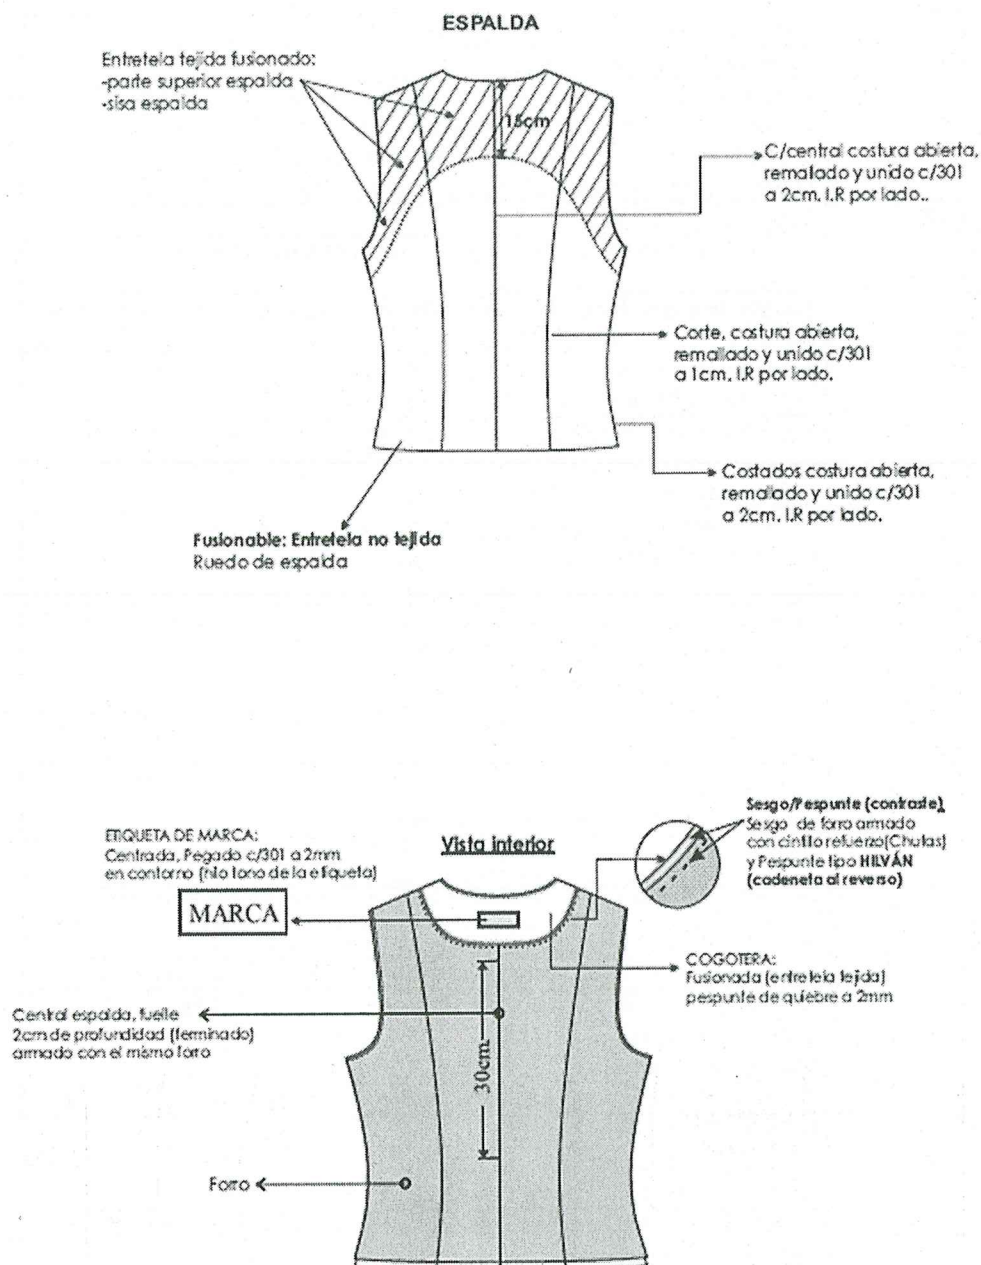 ESPALDA
Entretela tejida fusionado:
-parte superior espalda
-sisa espalda
15cm
C/central costura abierta,
remallado y unido c/301
a 2cm. I.R por lado..
Corte, costura abierta,
remallado y unido c/301
a 1cm. I.R por lado.
Costados costura abierta,
remallado y unido c/301
a 2cm. I.R por lado.
Fusionable: Entretela no tejida
Ruedo de espalda
Sesgo/Pespunte (contraste)
Sesgo de forro armado
con cintillo refuerzo(Chulas)
y Pespunte tipo HILVÁN
(cadeneta al reverso)
ETIQUETA DE MARCA:
Centrada, Pegado c/301 a 2mm
en contorno (hilo tono de la etiqueta)
Vista interior
MARCA
COGOTERA:
Fusionada (entretela tejida)
pespunte de quiebre a 2mm
Central espalda, fuelle
2cm de profundidad (terminado)
armado con el mismo forro
30cm
Forro